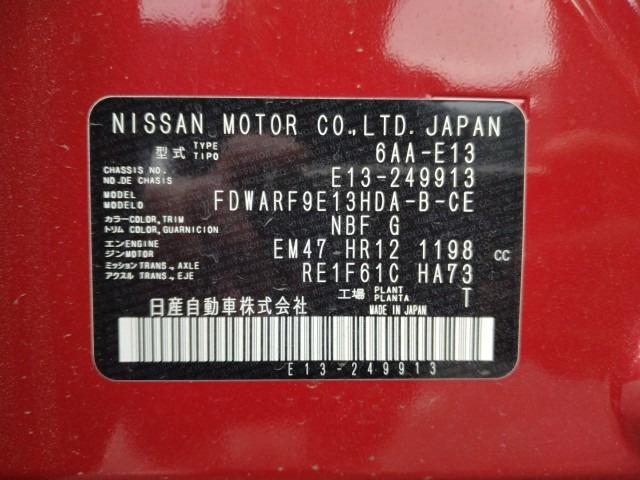 NISSAN MOTOR CO.,LTD. JAPAN
型式 TYPE TIPO 6AA-E13
CHASSIS NO. NO.DE CHASIS E13-249913
MODEL MODELO FDWARF9E13HDA-B-CE
カラー COLOR,TRIM トリム COLOR,GUARNICION NBF G
エンジン ENGINE MOTOR EM47 HR12 1198 CC
ミッション TRANS.,AXLE アクスル TRANS.,EJE RE1F61C HA73
工場 PLANT PLANTA T
日産自動車株式会社 MADE IN JAPAN
E13-249913